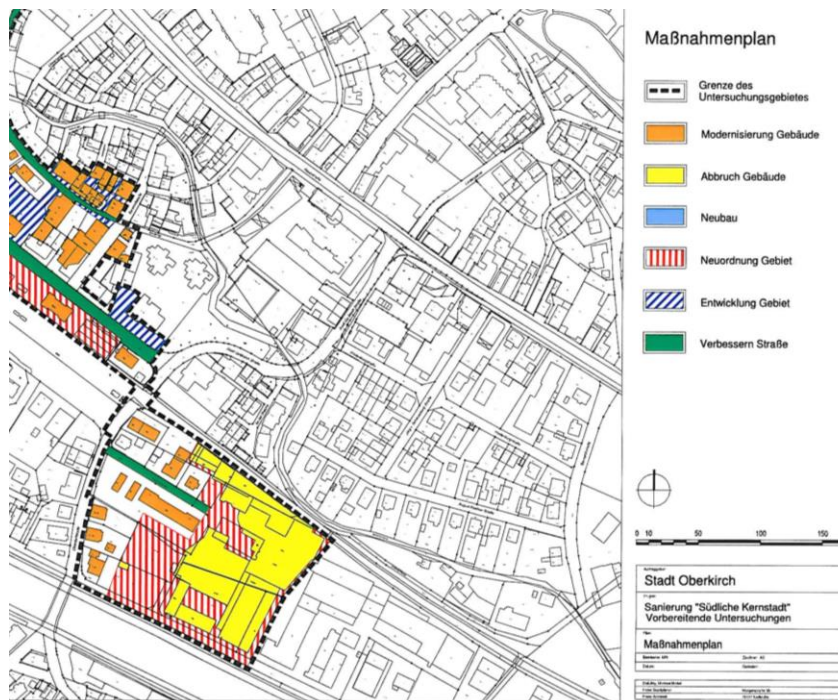 Maßnahmenplan
Grenze des
Untersuchungsgebietes
Modernisierung Gebäude
Abbruch Gebäude
Neubau
Neuordnung Gebiet
Entwicklung Gebiet
Verbessern Straße
0 10 50 100 150
Stadt Oberkirch
Sanierung "Südliche Kernstadt"
Vorbereitende Untersuchungen
Maßnahmenplan